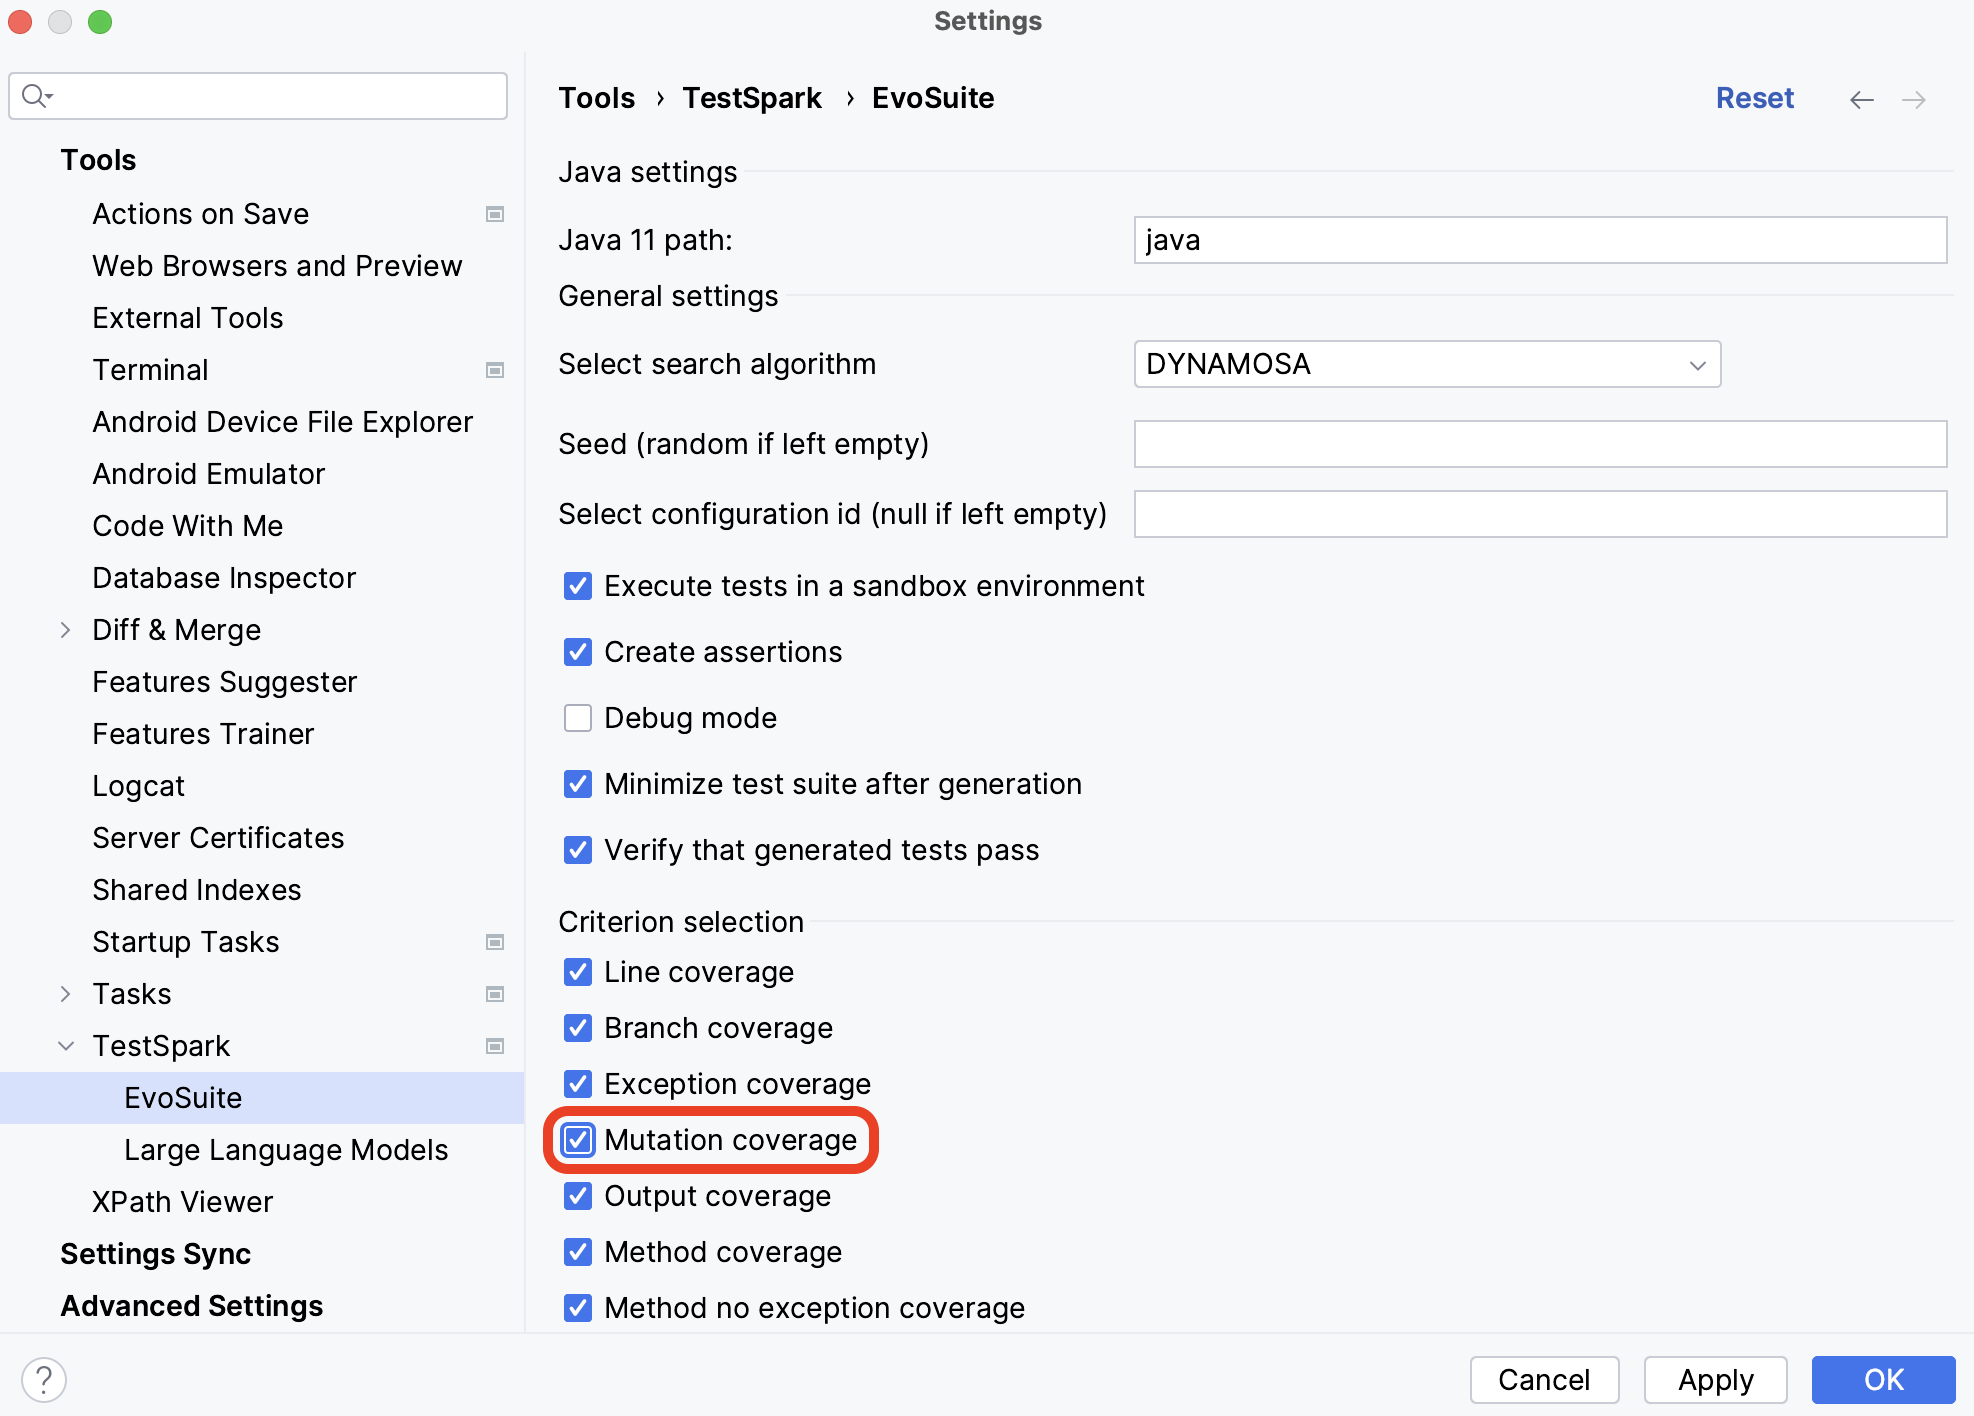 Settings
Tools
Actions on Save
Web Browsers and Preview
External Tools
Terminal
Android Device File Explorer
Android Emulator
Code With Me
Database Inspector
Diff & Merge
Features Suggester
Features Trainer
Logcat
Server Certificates
Shared Indexes
Startup Tasks
Tasks
TestSpark
EvoSuite
Large Language Models
XPath Viewer
Settings Sync
Advanced Settings
Tools › TestSpark › EvoSuite
Reset
Java settings
Java 11 path: java
General settings
Select search algorithm DYNAMOSA
Seed (random if left empty)
Select configuration id (null if left empty)
Execute tests in a sandbox environment
Create assertions
Debug mode
Minimize test suite after generation
Verify that generated tests pass
Criterion selection
Line coverage
Branch coverage
Exception coverage
Mutation coverage
Output coverage
Method coverage
Method no exception coverage
?
Cancel
Apply
OK